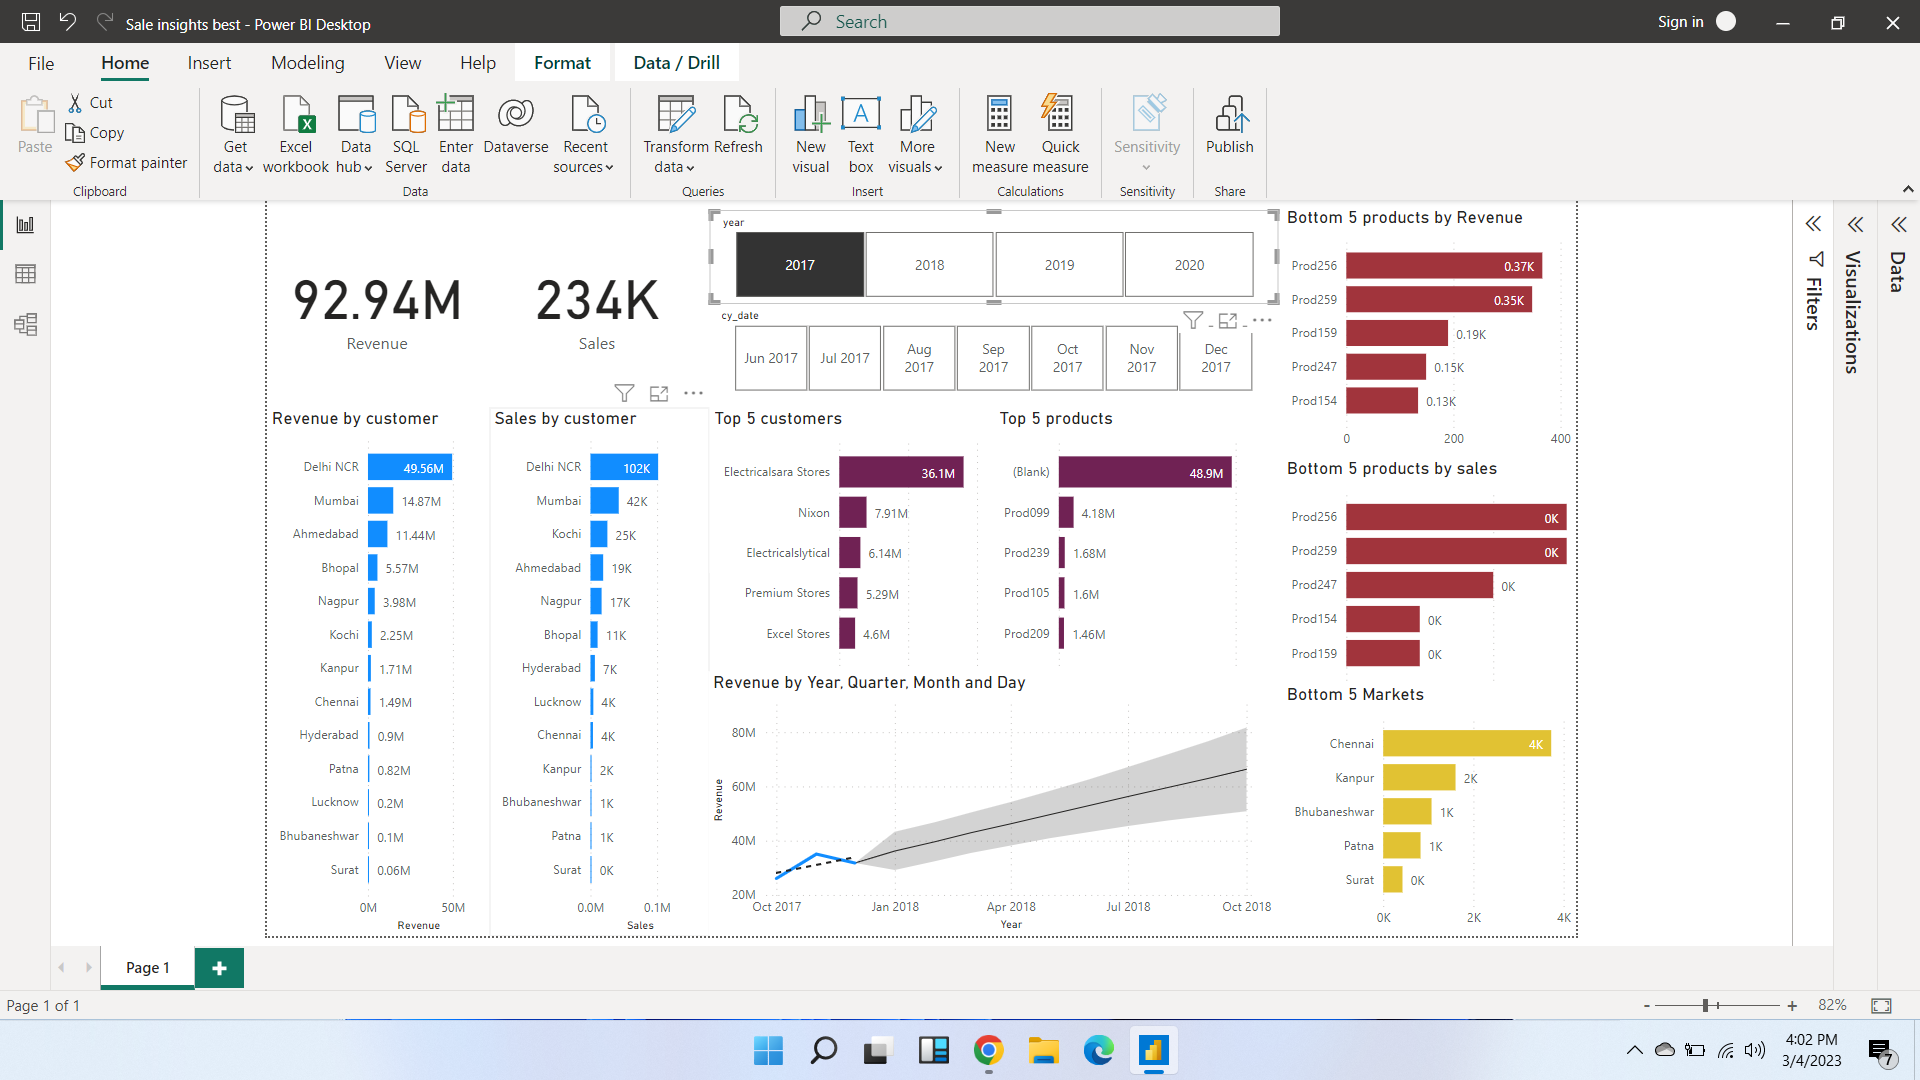 Sale insights best - Power BI Desktop
Search
Sign in
File
Home
Insert
Modeling
View
Help
Format
Data / Drill
Paste
Cut
Copy
Format painter
Clipboard
Get data
Excel workbook
Data hub
SQL Server
Enter data
Dataverse
Recent sources
Data
Transform data
Refresh
Queries
New visual
Text box
More visuals
Insert
New measure
Quick measure
Calculations
Sensitivity
Sensitivity
Publish
Share
92.94M
Revenue
234K
Sales
year
2017
2018
2019
2020
cy_date
Jun 2017
Jul 2017
Aug 2017
Sep 2017
Oct 2017
Nov 2017
Dec 2017
Revenue by customer
Delhi NCR 49.56M
Mumbai 14.87M
Ahmedabad 11.44M
Bhopal 5.57M
Nagpur 3.98M
Kochi 2.25M
Kanpur 1.71M
Chennai 1.49M
Hyderabad 0.9M
Patna 0.82M
Lucknow 0.2M
Bhubaneshwar 0.1M
Surat 0.06M
0M 50M
Revenue
Sales by customer
Delhi NCR 102K
Mumbai 42K
Kochi 25K
Ahmedabad 19K
Nagpur 17K
Bhopal 11K
Hyderabad 7K
Lucknow 4K
Chennai 4K
Kanpur 2K
Bhubaneshwar 1K
Patna 1K
Surat 0K
0.0M 0.1M
Sales
Top 5 customers
Electricalsara Stores 36.1M
Nixon 7.91M
Electricalslytical 6.14M
Premium Stores 5.29M
Excel Stores 4.6M
Top 5 products
(Blank) 48.9M
Prod099 4.18M
Prod239 1.68M
Prod105 1.6M
Prod209 1.46M
Revenue by Year, Quarter, Month and Day
Revenue
80M
60M
40M
20M
Oct 2017 Jan 2018 Apr 2018 Jul 2018 Oct 2018
Year
Bottom 5 products by Revenue
Prod256 0.37K
Prod259 0.35K
Prod159 0.19K
Prod247 0.15K
Prod154 0.13K
0 200 400
Bottom 5 products by sales
Prod256 0K
Prod259 0K
Prod247 0K
Prod154 0K
Prod159 0K
Bottom 5 Markets
Chennai 4K
Kanpur 2K
Bhubaneshwar 1K
Patna 1K
Surat 0K
0K 2K 4K
Filters
Visualizations
Data
Page 1
Page 1 of 1
- + 82%
4:02 PM
3/4/2023
7